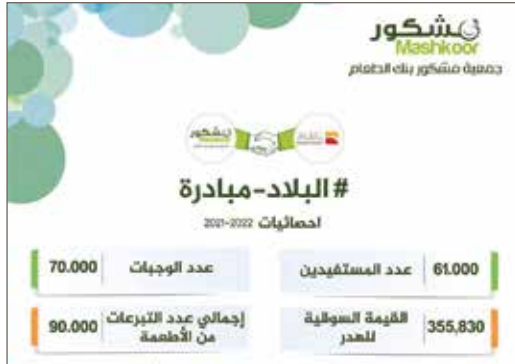 مشكور
Mashkoor
جمعية مشكور بنك الطعام
مشكور
#البلاد-مبادرة
احصائيات 2022-2021
61.000 عدد المستفيدين
70.000 عدد الوجبات
355,830 القيمة السوقية للهدر
90.000 إجمالي عدد التبرعات من الأطعمة